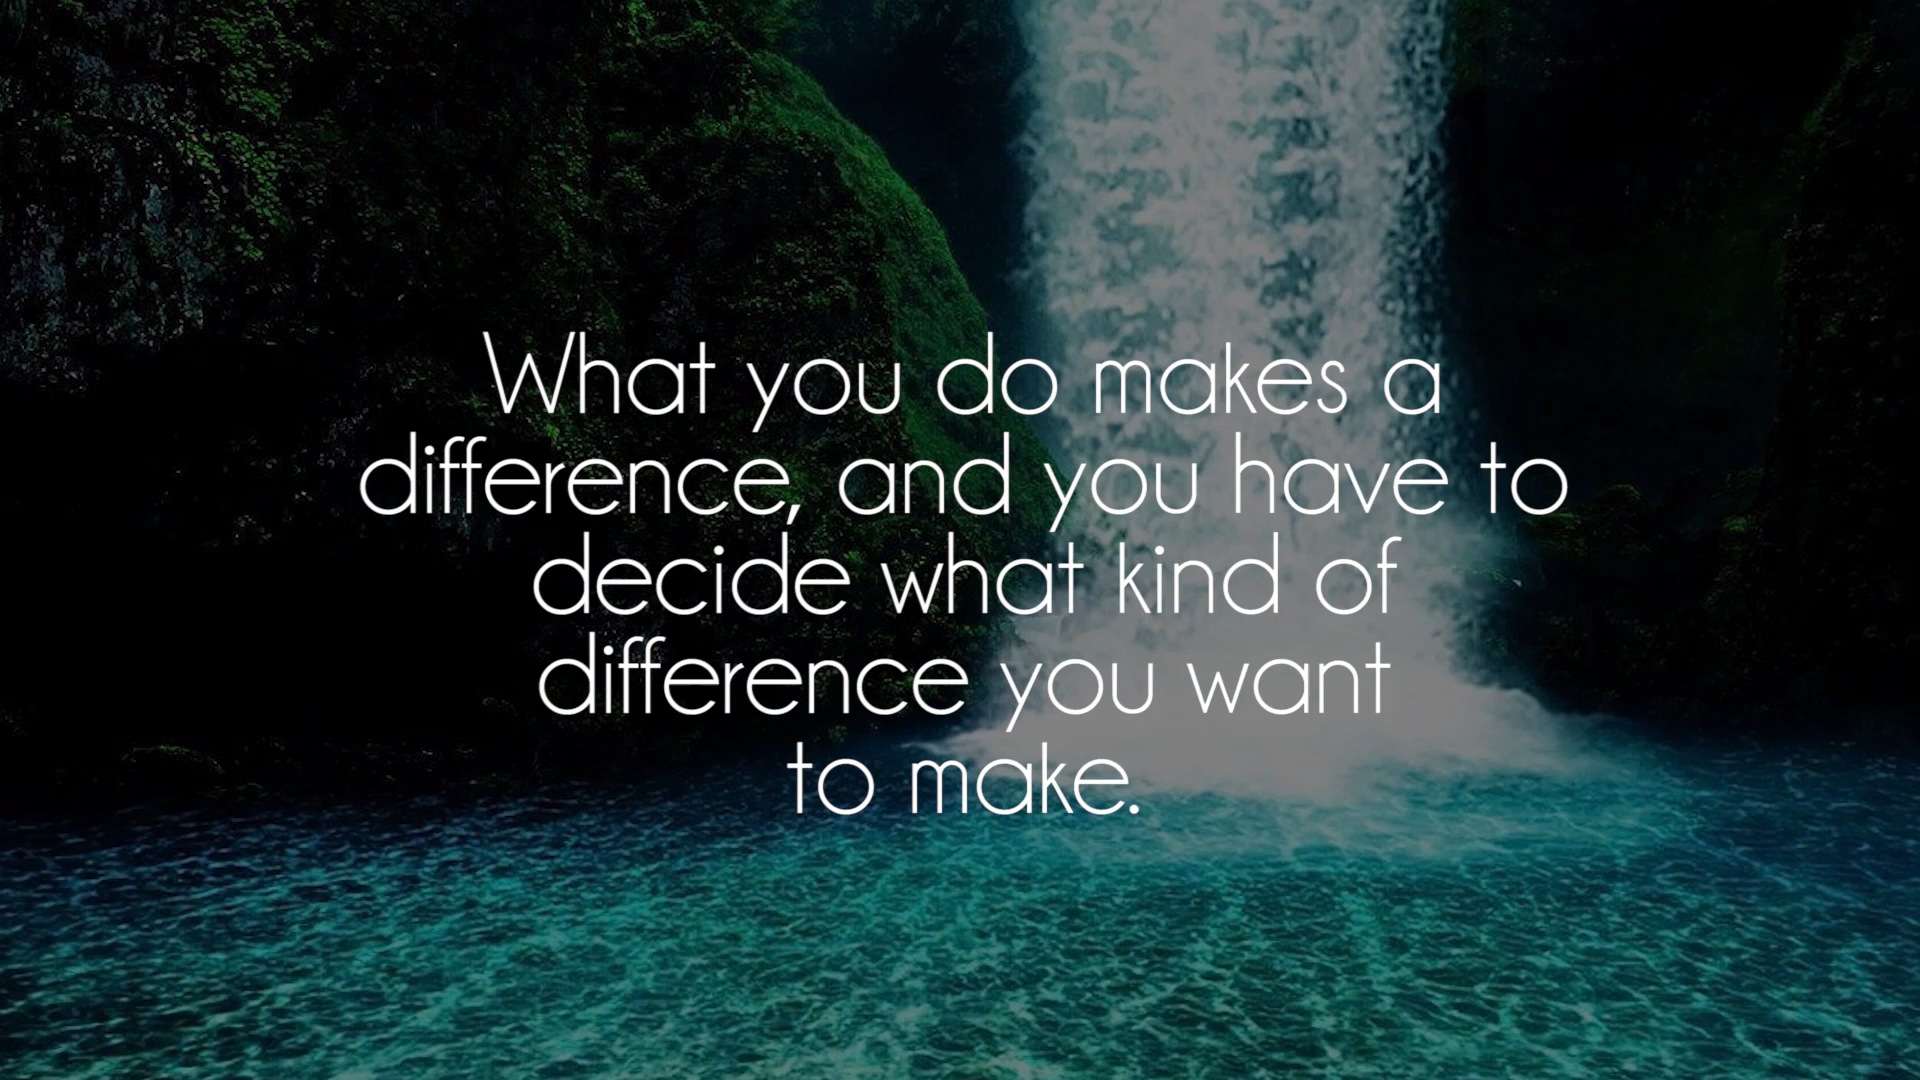 What you do makes a
difference, and you have to
decide what kind of
difference you want
to make.